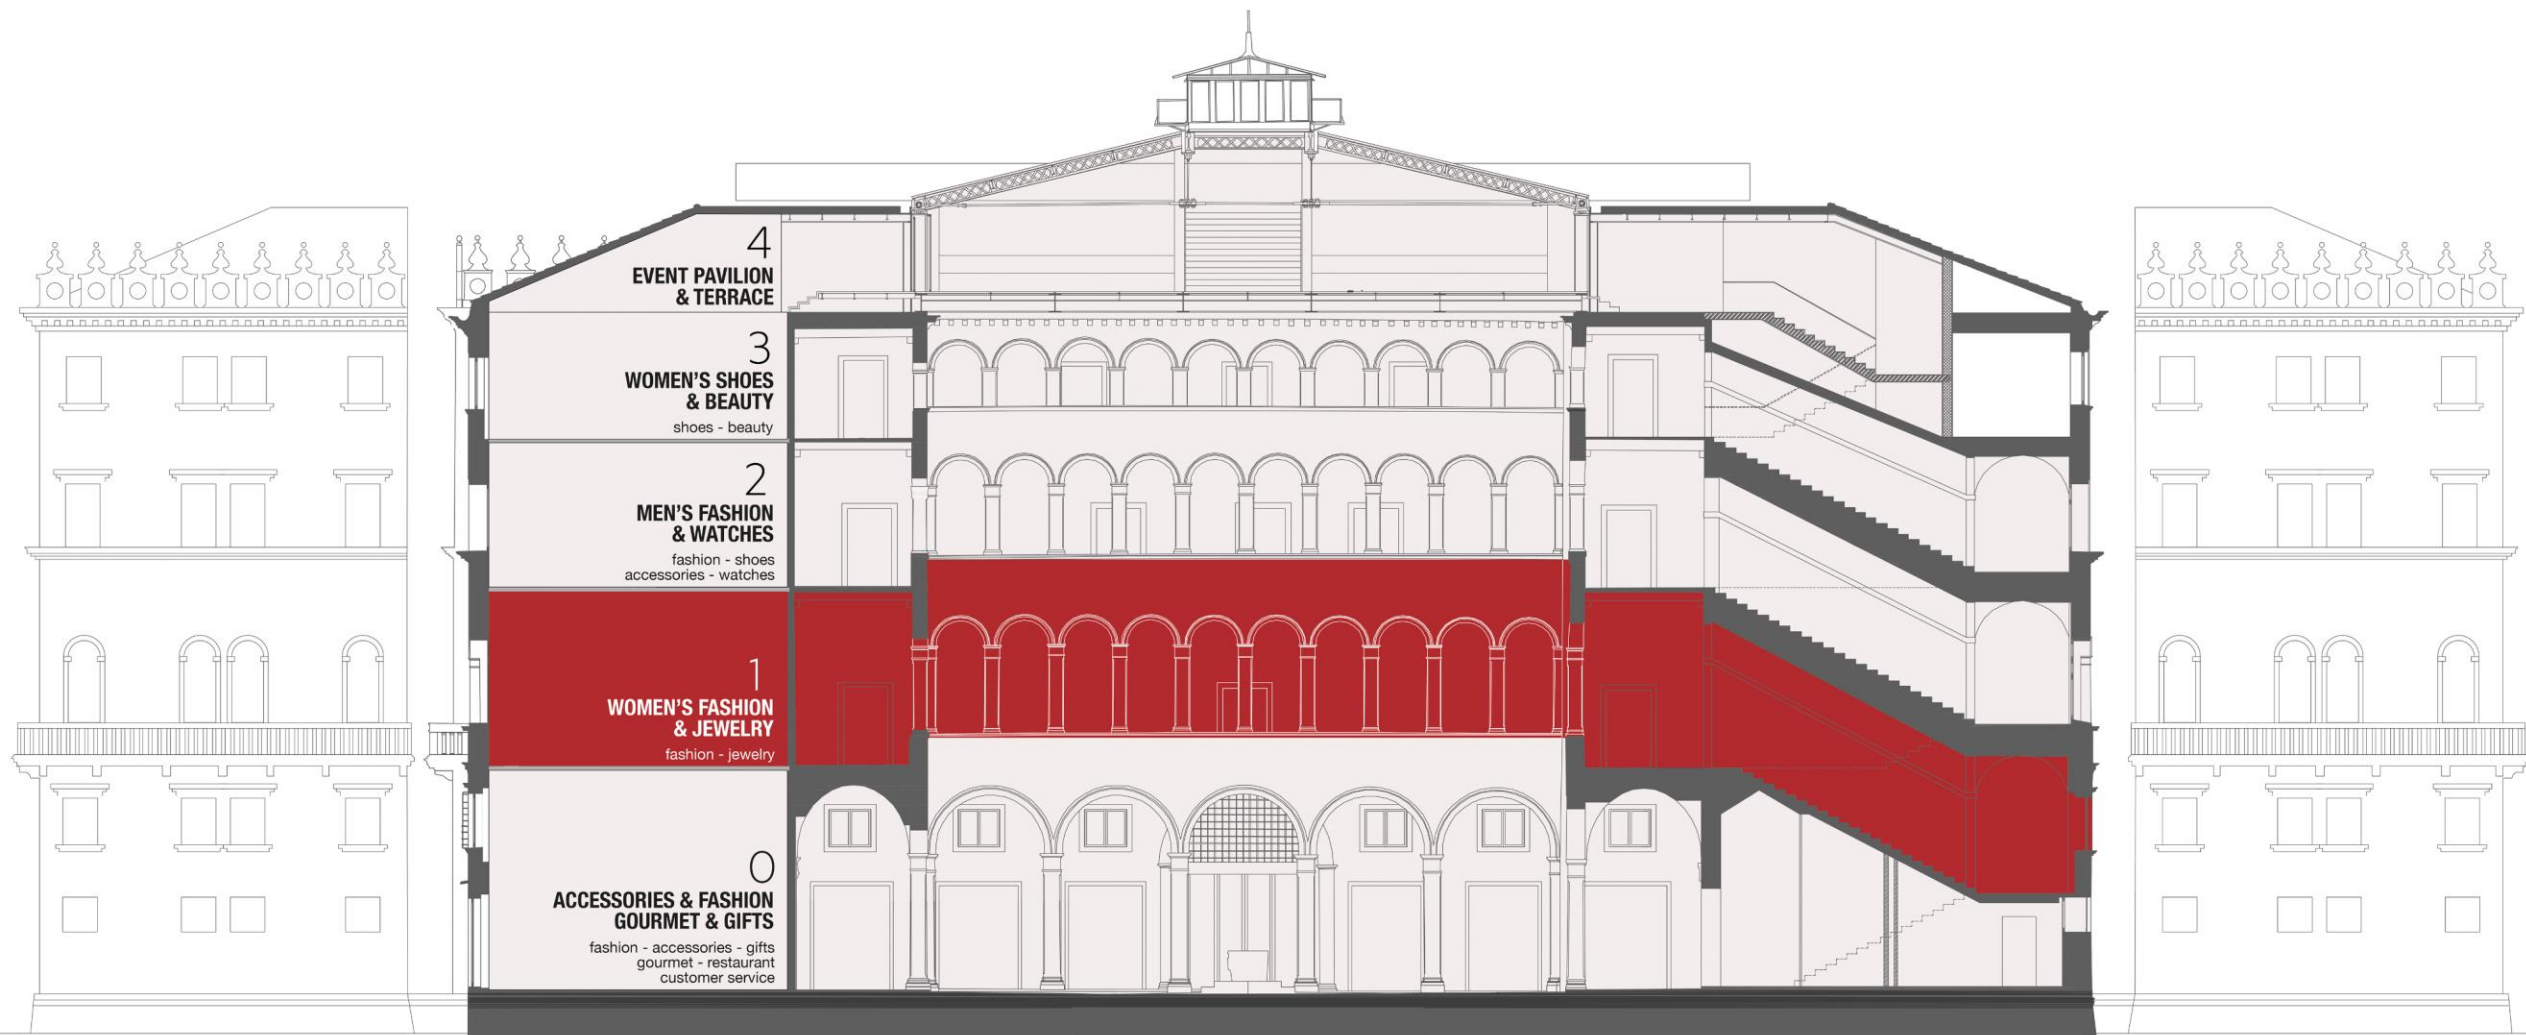 4
EVENT PAVILION
& TERRACE
3
WOMEN'S SHOES
& BEAUTY
shoes - beauty
2
MEN'S FASHION
& WATCHES
fashion - shoes
accessories - watches
1
WOMEN'S FASHION
& JEWELRY
fashion - jewelry
0
ACCESSORIES & FASHION
GOURMET & GIFTS
fashion - accessories - gifts
gourmet - restaurant
customer service